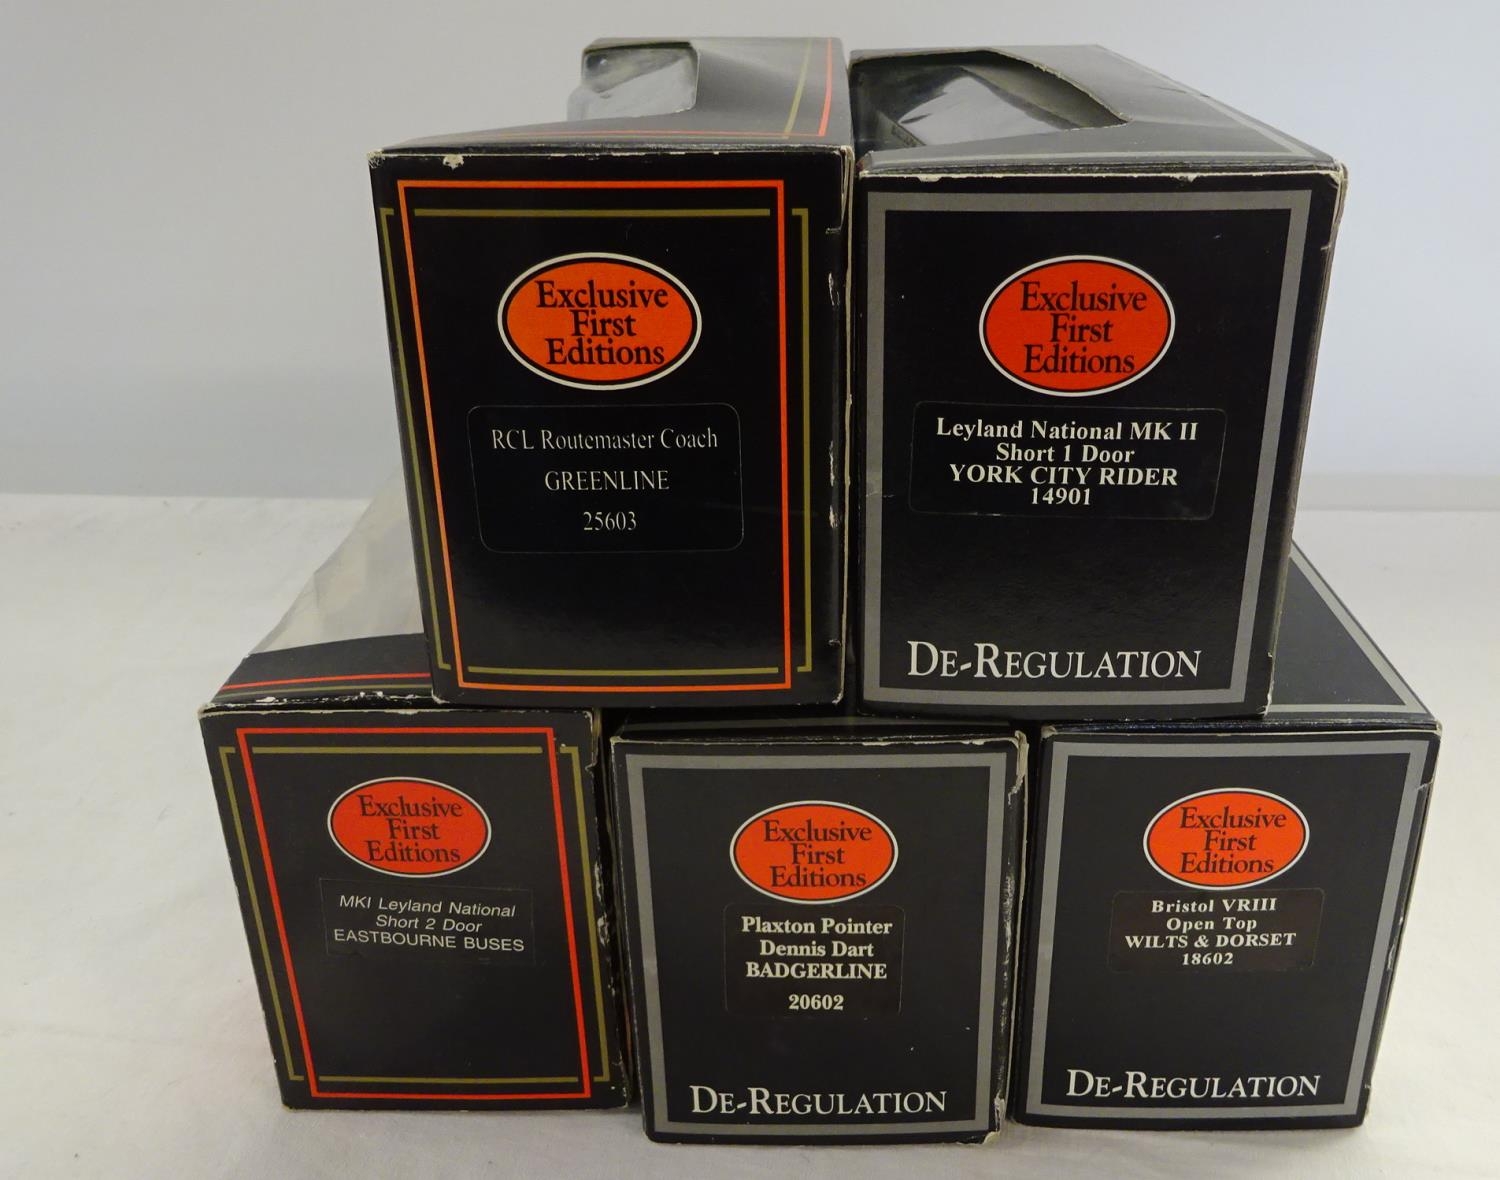 Exclusive
First
Editions
RCL Routemaster Coach
GREENLINE
25603
Exclusive
First
Editions
Leyland National MK II
Short 1 Door
YORK CITY RIDER
14901
DE-REGULATION
Exclusive
First
Editions
MKI Leyland National
Short 2 Door
EASTBOURNE BUSES
Exclusive
First
Editions
Plaxton Pointer
Dennis Dart
BADGERLINE
20602
DE-REGULATION
Exclusive
First
Editions
Bristol VRIII
Open Top
WILTS & DORSET
18602
DE-REGULATION